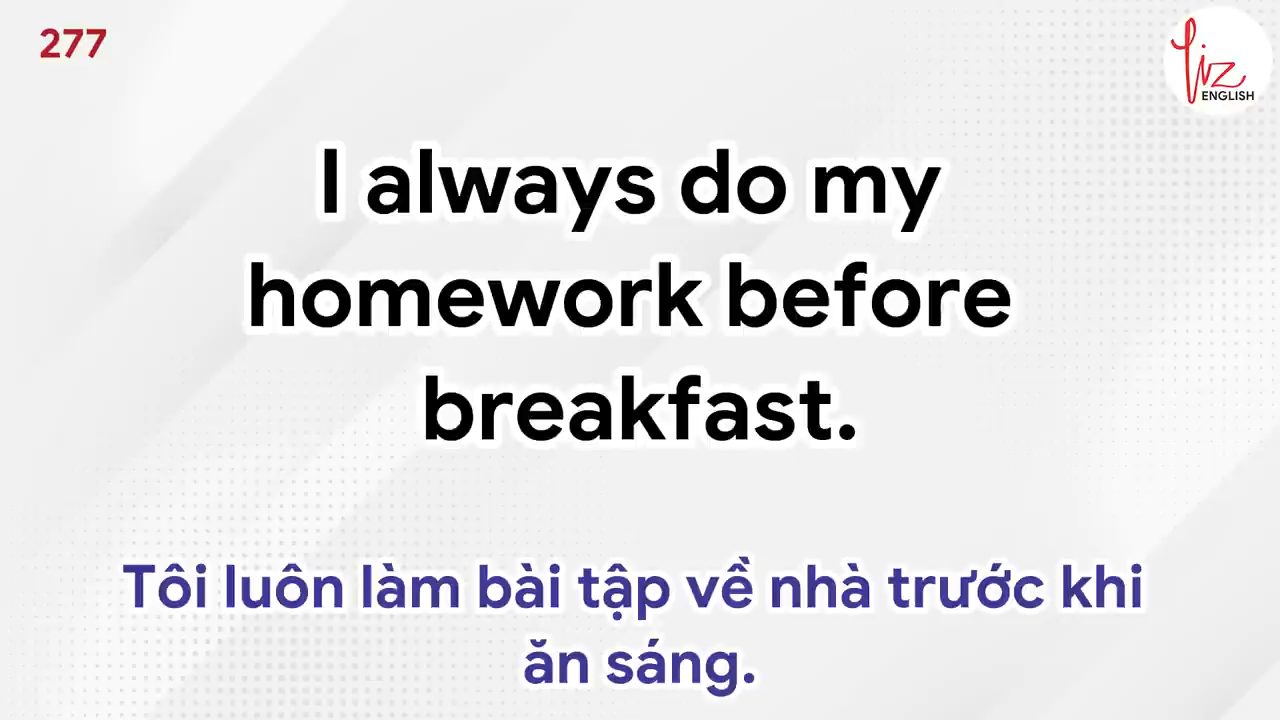 277
liz
ENGLISH
I always do my
homework before
breakfast.
Tôi luôn làm bài tập về nhà trước khi
ăn sáng.